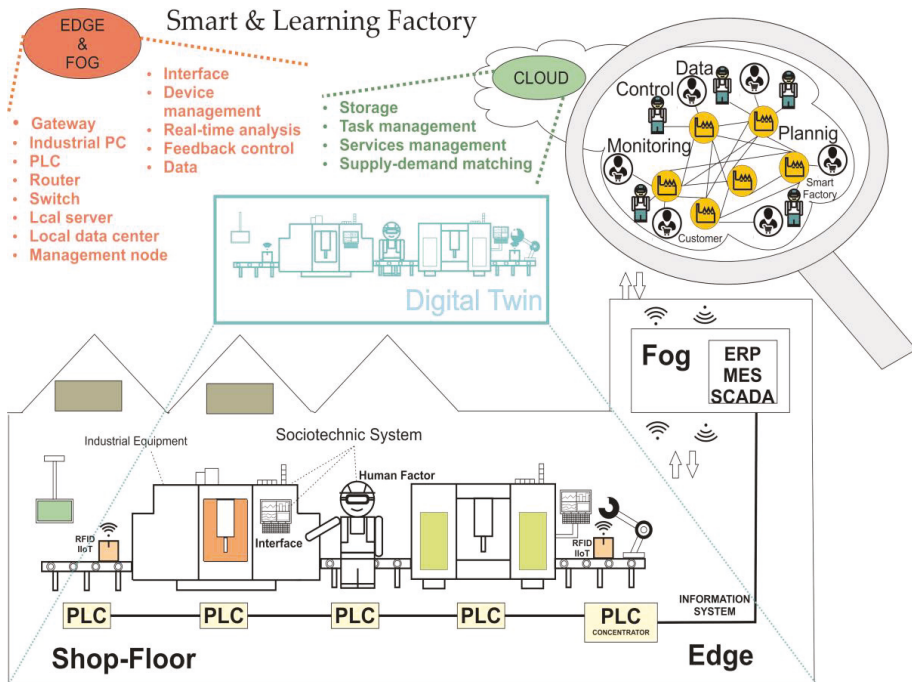 Smart & Learning Factory
EDGE
&
FOG
• Gateway
• Industrial PC
• PLC
• Router
• Switch
• Lcal server
• Local data center
• Management node
• Interface
• Device
management
• Real-time analysis
• Feedback control
• Data
CLOUD
• Storage
• Task management
• Services management
• Supply-demand matching
Data
Control
Plannig
Monitoring
Smart
Factory
Customer
Digital Twin
Fog
ERP
MES
SCADA
Industrial Equipment
Sociotechnic System
Human Factor
Interface
RFID
IIoT
RFID
IIoT
PLC
PLC
PLC
PLC
PLC
CONCENTRATOR
INFORMATION
SYSTEM
Shop-Floor
Edge